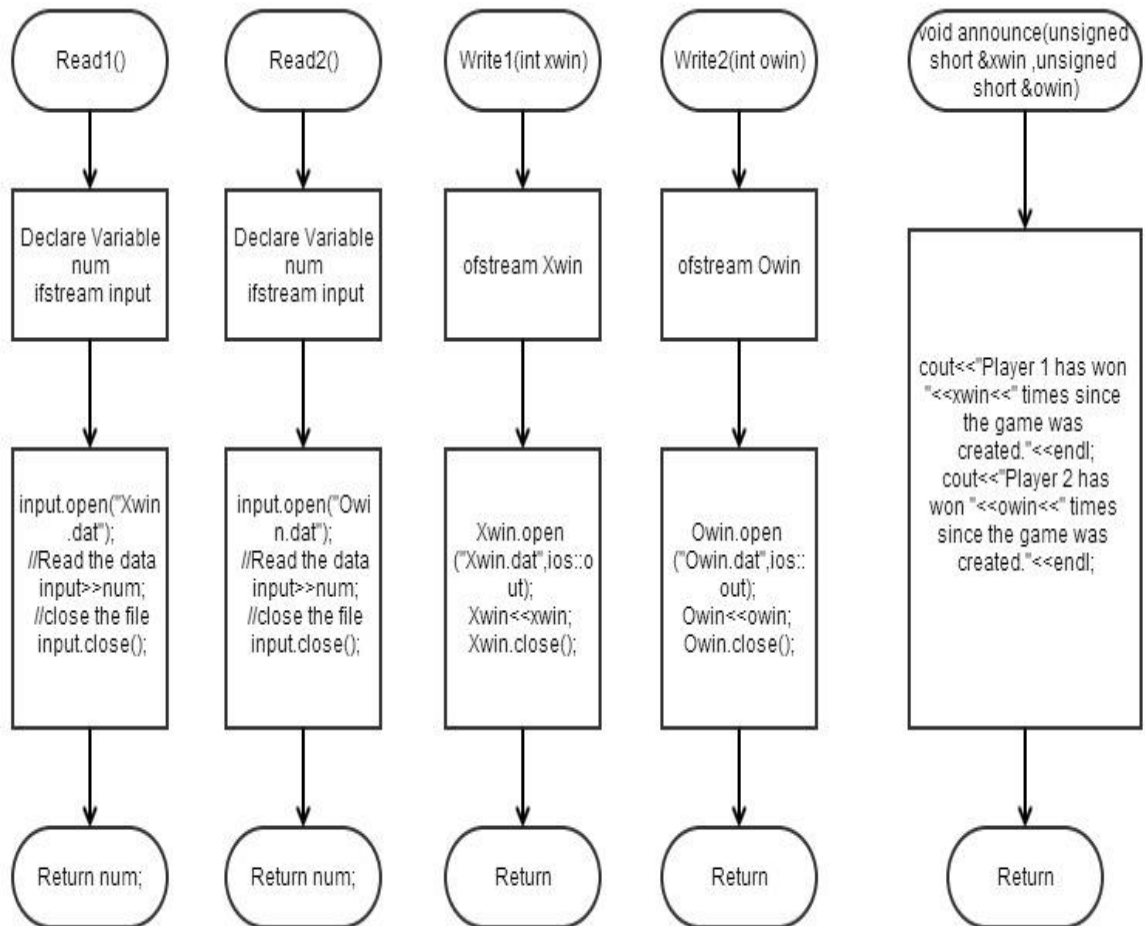 Read1()
Declare Variable
num
ifstream input
input.open("Xwin
.dat");
//Read the data
input>>num;
//close the file
input.close();
Return num;
Read2()
Declare Variable
num
ifstream input
input.open("Owi
n.dat");
//Read the data
input>>num;
//close the file
input.close();
Return num;
Write1(int xwin)
ofstream Xwin
Xwin.open
("Xwin.dat",ios::o
ut);
Xwin<<xwin;
Xwin.close();
Return
Write2(int owin)
ofstream Owin
Owin.open
("Owin.dat",ios::
out);
Owin<<owin;
Owin.close();
Return
void announce(unsigned
short &xwin ,unsigned
short &owin)
cout<<"Player 1 has won
"<<xwin<<" times since
the game was
created."<<endl;
cout<<"Player 2 has
won "<<owin<<" times
since the game was
created."<<endl;
Return